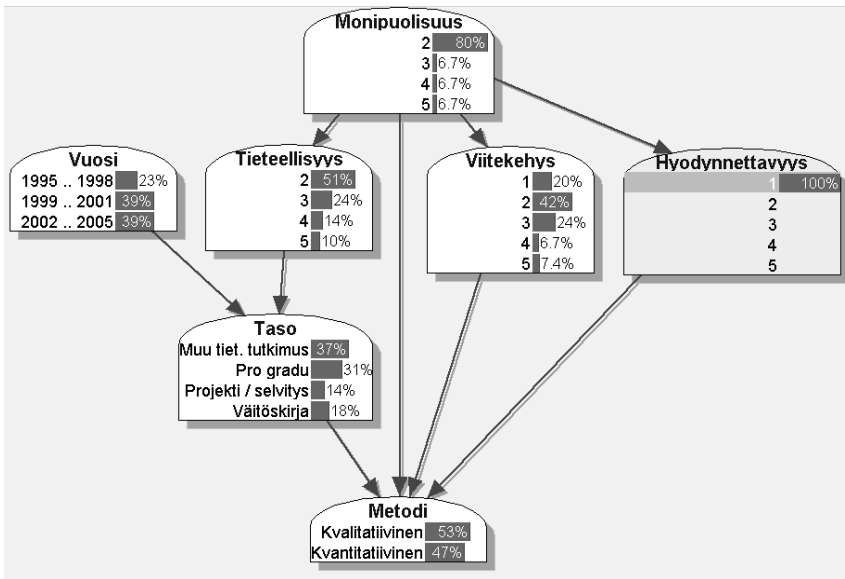 Monipuolisuus
2 80%
3 6.7%
4 6.7%
5 6.7%
Vuosi
1995 .. 1998 23%
1999 .. 2001 39%
2002 .. 2005 39%
Tieteellisyys
2 51%
3 24%
4 14%
5 10%
Viitekehys
1 20%
2 42%
3 24%
4 6.7%
5 7.4%
Hyodynnettavyys
1 100%
2
3
4
5
Taso
Muu tiet. tutkimus 37%
Pro gradu 31%
Projekti / selvitys 14%
Väitöskirja 18%
Metodi
Kvalitatiivinen 53%
Kvantitatiivinen 47%